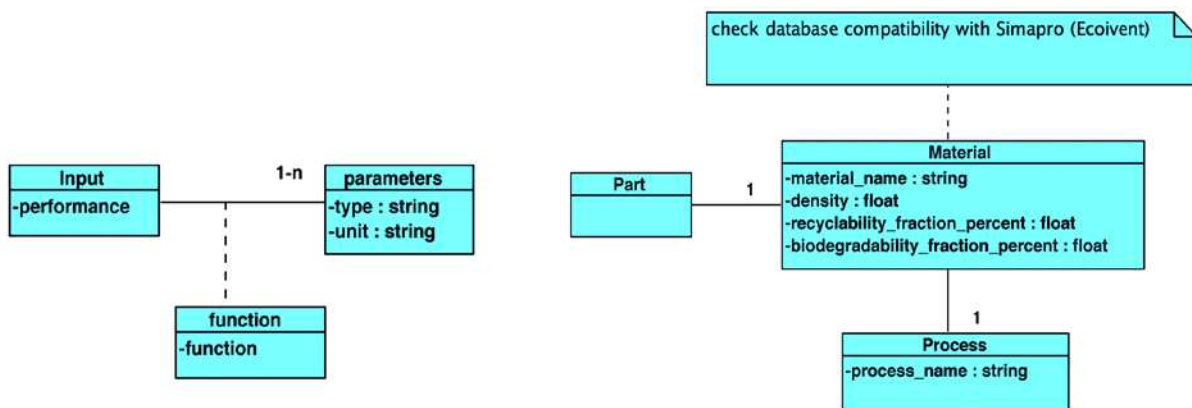 check database compatibility with Simapro (Ecoivent)
Input
-performance
1-n
parameters
-type : string
-unit : string
function
-function
Part
1
Material
-material_name : string
-density : float
-recyclability_fraction_percent : float
-biodegradability_fraction_percent : float
1
Process
-process_name : string